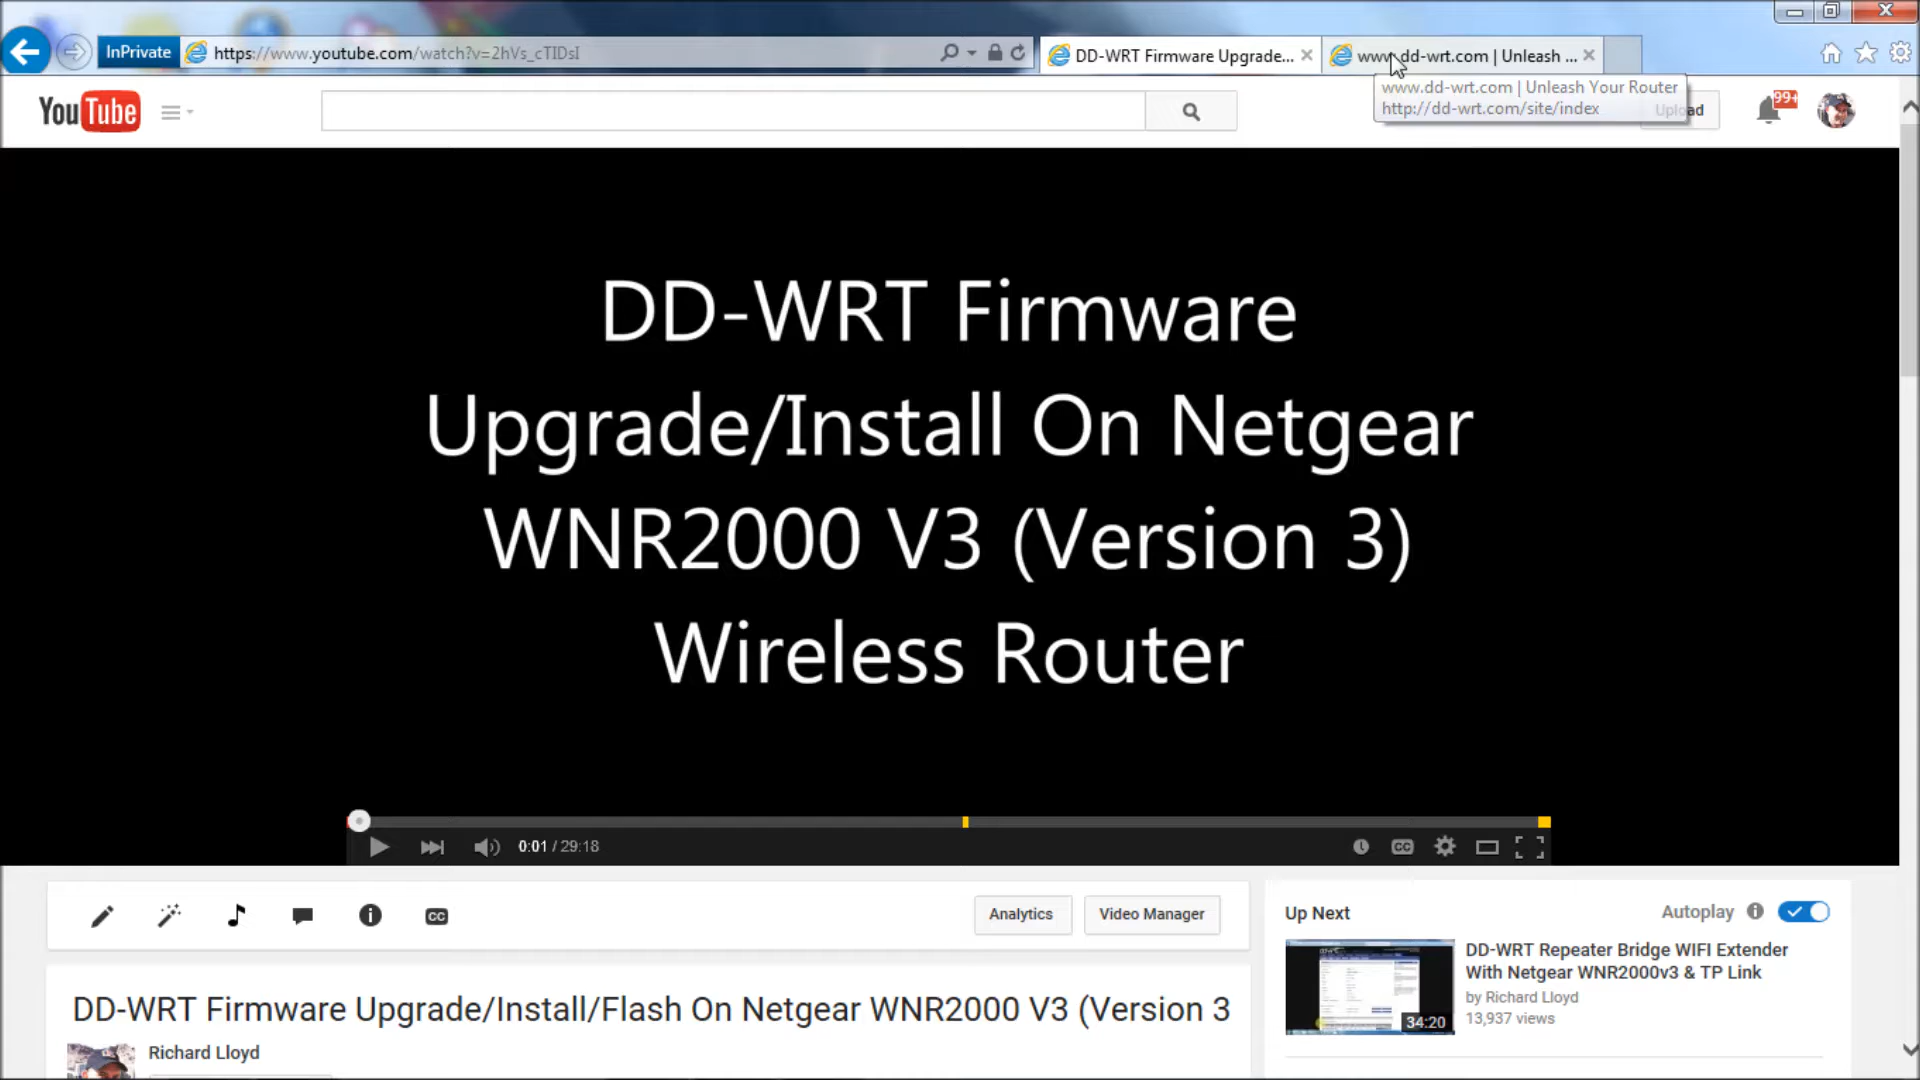 InPrivate
https://www.youtube.com/watch?v=2hVs_cTIDsI
DD-WRT Firmware Upgrade...
www.dd-wrt.com | Unleash ...
www.dd-wrt.com | Unleash Your Router
http://dd-wrt.com/site/index
YouTube
Upload
99+
DD-WRT Firmware
Upgrade/Install On Netgear
WNR2000 V3 (Version 3)
Wireless Router
0:01 / 29:18
CC
CC
Analytics
Video Manager
Up Next
Autoplay
DD-WRT Repeater Bridge WIFI Extender
With Netgear WNR2000v3 & TP Link
by Richard Lloyd
13,937 views
34:20
DD-WRT Firmware Upgrade/Install/Flash On Netgear WNR2000 V3 (Version 3
Richard Lloyd